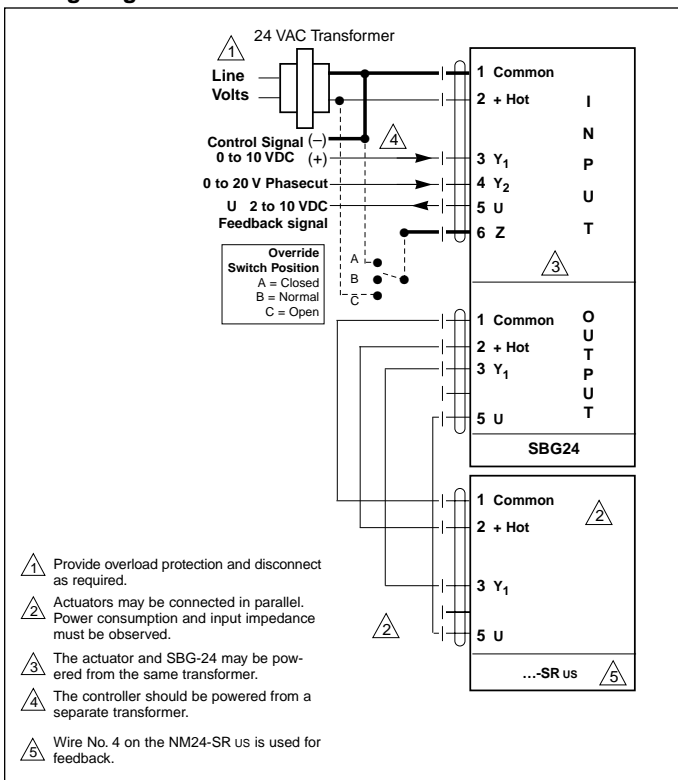 24 VAC Transformer
1
Line
Volts
1 Common
2 + Hot
INPUT
Control Signal (–)
4
0 to 10 VDC (+)
3 Y1
0 to 20 V Phasecut
4 Y2
U 2 to 10 VDC
5 U
Feedback signal
6 Z
3
Override
Switch Position
A = Closed
B = Normal
C = Open
A
B
C
1 Common
2 + Hot
3 Y1
5 U
OUTPUT
SBG24
1 Common
2
2 + Hot
3 Y1
2
5 U
...-SR US
5
1 Provide overload protection and disconnect
as required.
2 Actuators may be connected in parallel.
Power consumption and input impedance
must be observed.
3 The actuator and SBG-24 may be pow-
ered from the same transformer.
4 The controller should be powered from a
separate transformer.
5 Wire No. 4 on the NM24-SR US is used for
feedback.